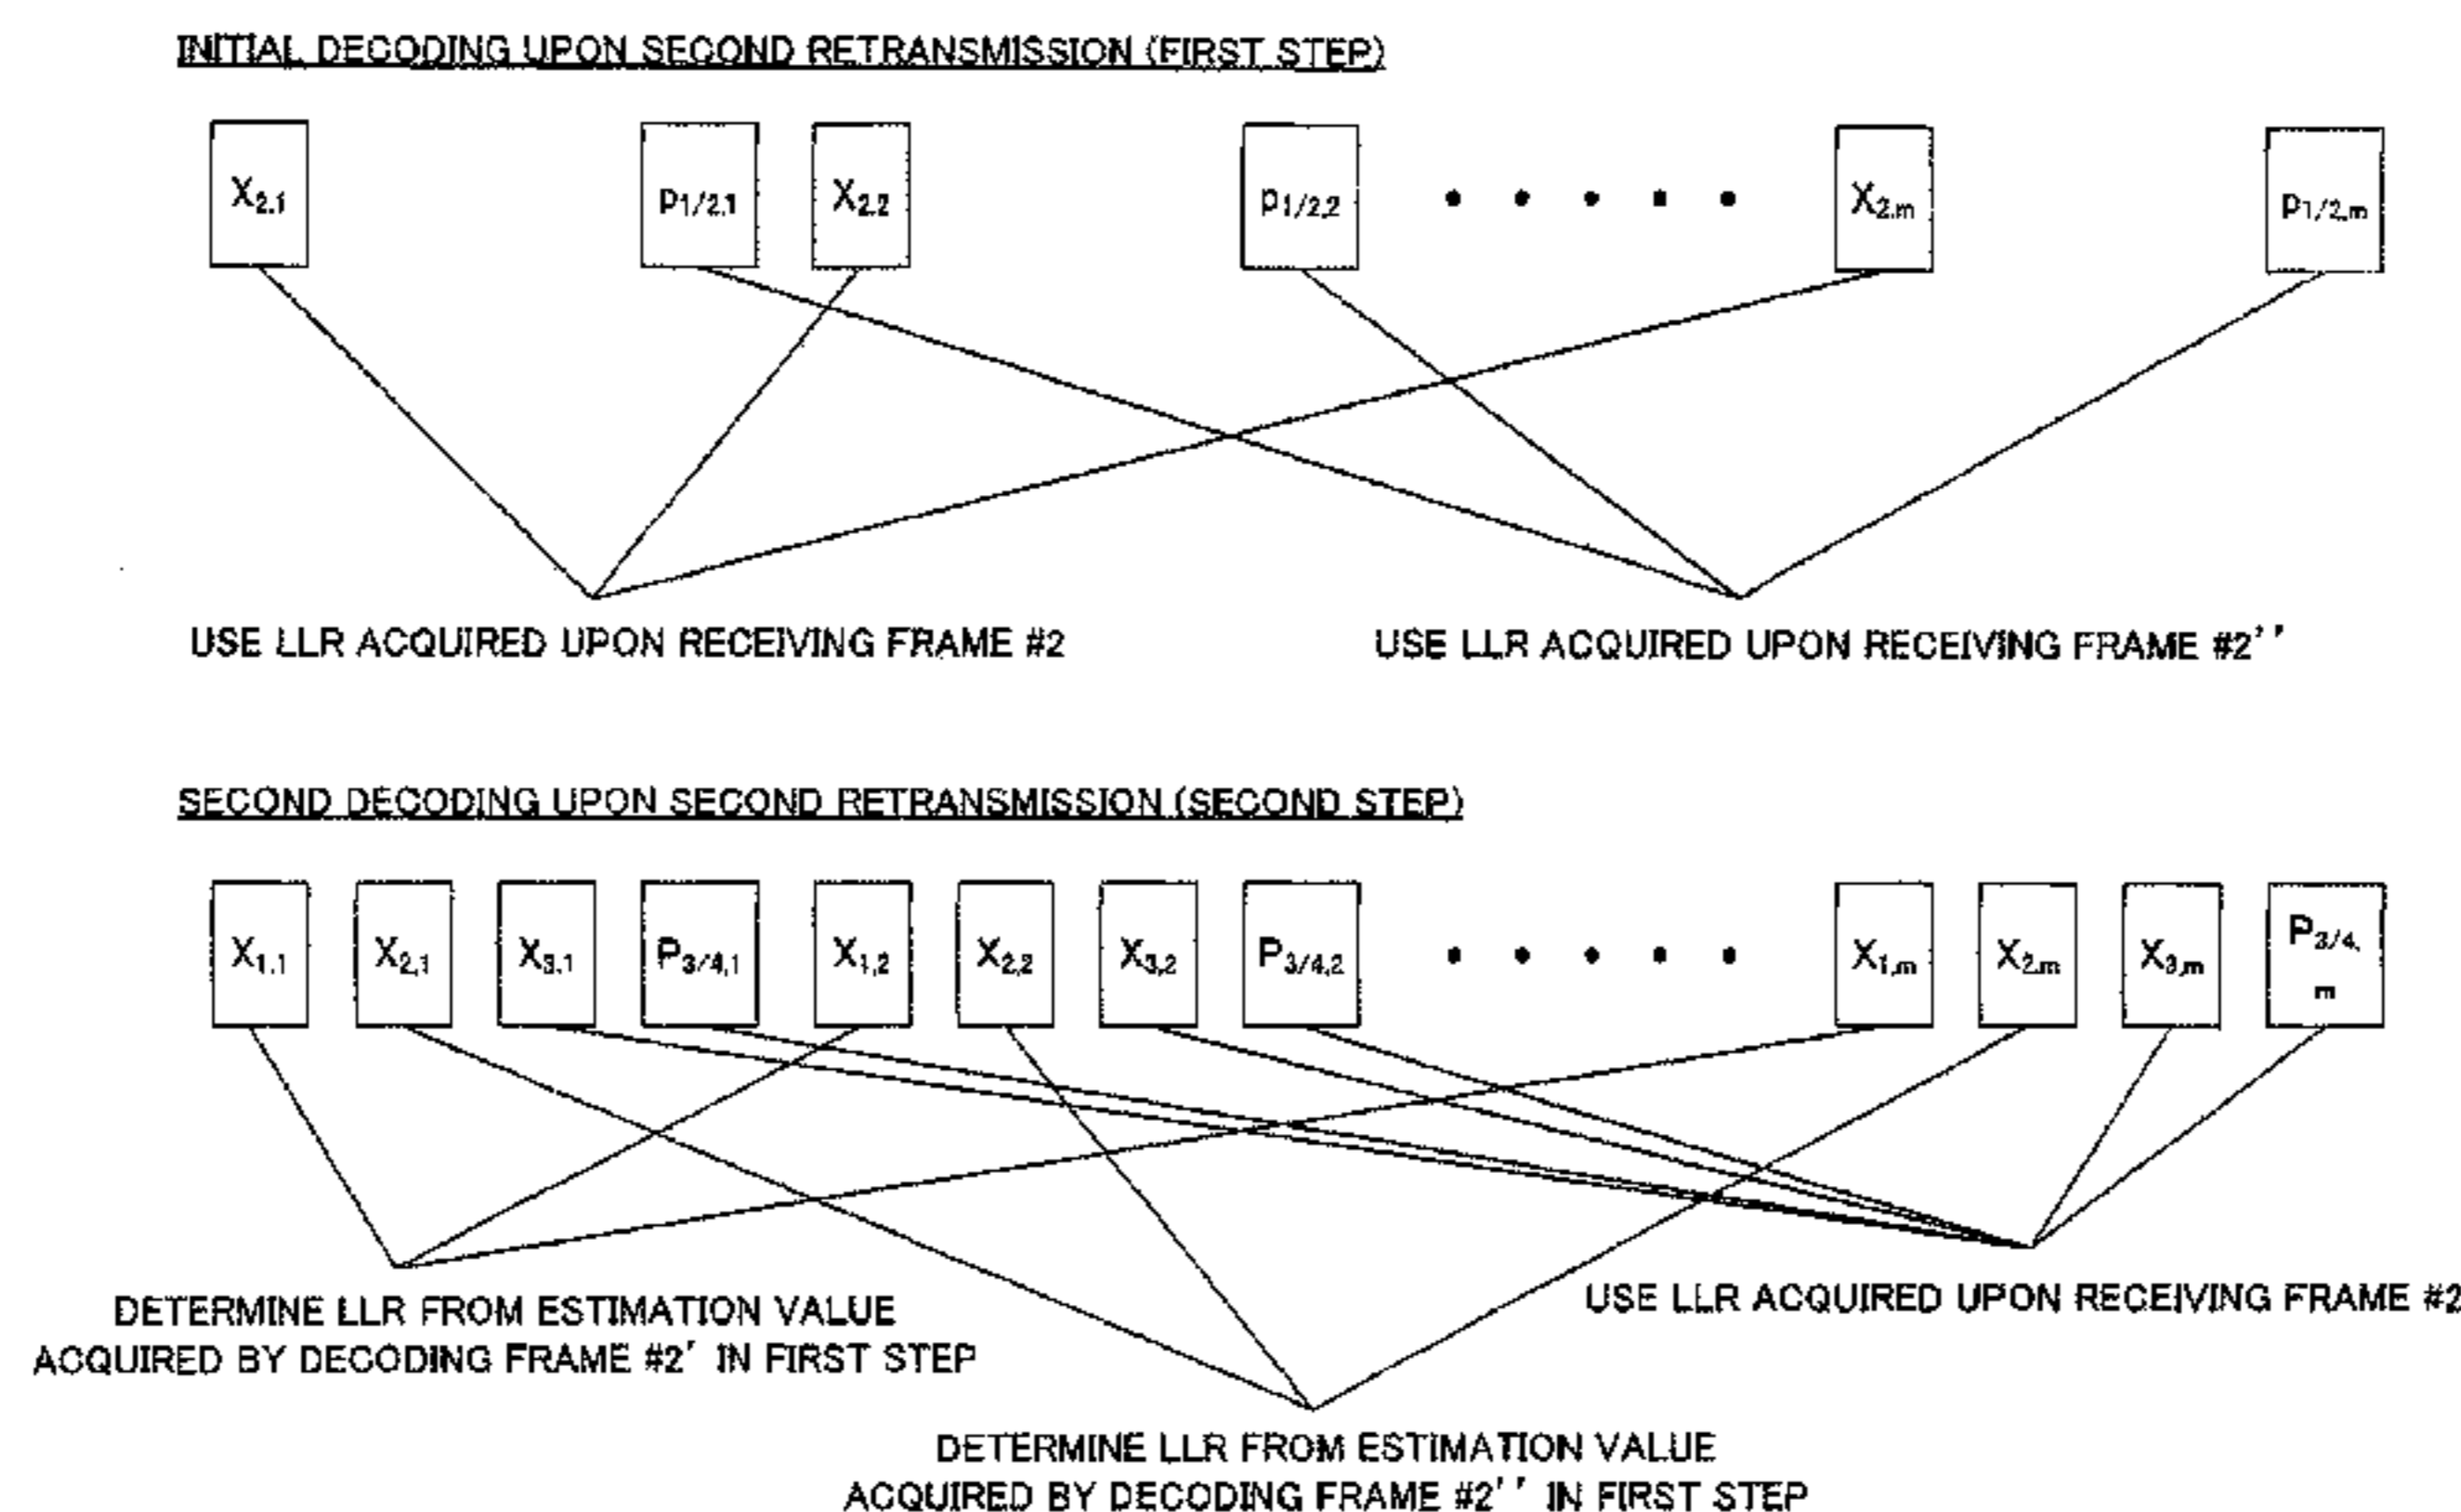 INITIAL DECODING UPON SECOND RETRANSMISSION (FIRST STEP)
X2,1 p1/2,1 X2,2 p1/2,2 • • • • • X2,m p1/2,m
USE LLR ACQUIRED UPON RECEIVING FRAME #2 USE LLR ACQUIRED UPON RECEIVING FRAME #2''
SECOND DECODING UPON SECOND RETRANSMISSION (SECOND STEP)
X1,1 X2,1 X3,1 P3/4,1 X1,2 X2,2 X3,2 P3/4,2 • • • • • X1,m X2,m X3,m P3/4,m
USE LLR ACQUIRED UPON RECEIVING FRAME #2
DETERMINE LLR FROM ESTIMATION VALUE
ACQUIRED BY DECODING FRAME #2' IN FIRST STEP
DETERMINE LLR FROM ESTIMATION VALUE
ACQUIRED BY DECODING FRAME #2'' IN FIRST STEP